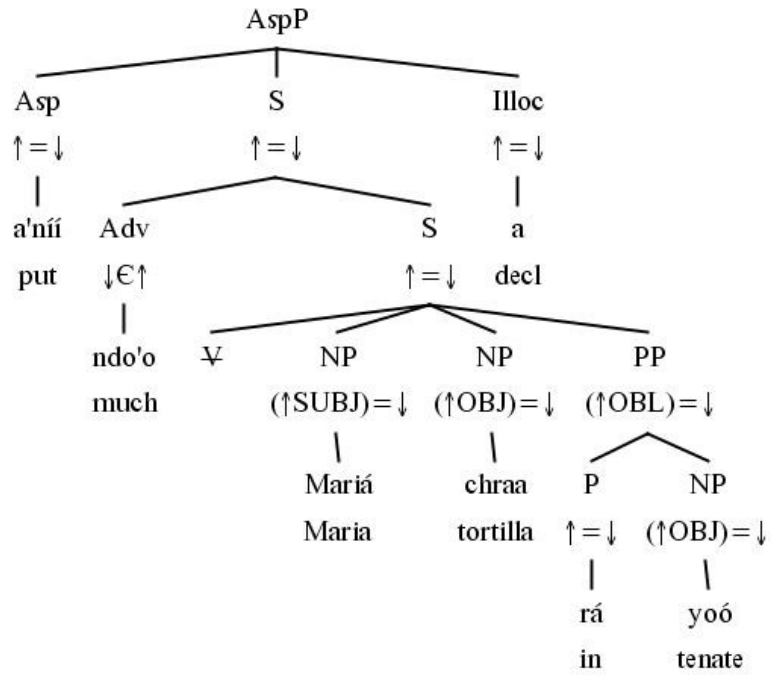 AspP
Asp S Illoc
↑=↓ ↑=↓ ↑=↓
a'níí Adv S a
put ↓Є↑ ↑=↓ decl
ndo'o V NP NP PP
much (↑SUBJ)=↓ (↑OBJ)=↓ (↑OBL)=↓
Mariá chraa P NP
Maria tortilla ↑=↓ (↑OBJ)=↓
rá yoó
in tenate